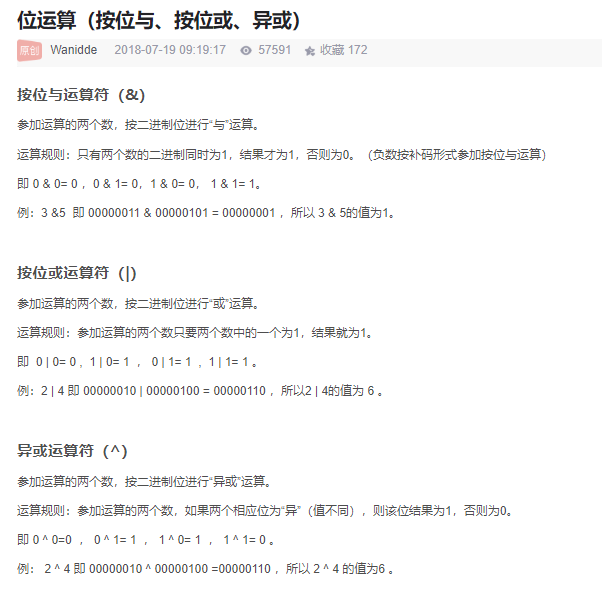 位运算（按位与、按位或、异或）
原创 Wanidde 2018-07-19 09:19:17 57591 收藏 172
按位与运算符（&）
参加运算的两个数，按二进制位进行“与”运算。
运算规则：只有两个数的二进制同时为1，结果才为1，否则为0。（负数按补码形式参加按位与运算）
即 0 & 0= 0 ，0 & 1= 0，1 & 0= 0， 1 & 1= 1。
例：3 &5 即 00000011 & 00000101 = 00000001 ，所以 3 & 5的值为1。
按位或运算符（|）
参加运算的两个数，按二进制位进行“或”运算。
运算规则：参加运算的两个数只要两个数中的一个为1，结果就为1。
即 0 | 0= 0 , 1 | 0= 1 ， 0 | 1= 1 , 1 | 1= 1 。
例：2 | 4 即 00000010 | 00000100 = 00000110 ，所以2 | 4的值为 6 。
异或运算符（^）
参加运算的两个数，按二进制位进行“异或”运算。
运算规则：参加运算的两个数，如果两个相应位为“异”（值不同），则该位结果为1，否则为0。
即 0 ^ 0=0 ， 0 ^ 1= 1 ， 1 ^ 0= 1 ， 1 ^ 1= 0 。
例： 2 ^ 4 即 00000010 ^ 00000100 =00000110 ，所以 2 ^ 4 的值为6 。